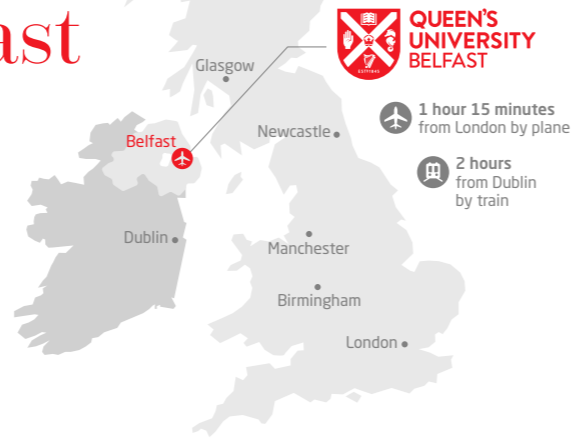 ast
QUEEN'S
UNIVERSITY
BELFAST
Glasgow
1 hour 15 minutes
from London by plane
Newcastle
Belfast
2 hours
from Dublin
by train
Dublin
Manchester
Birmingham
London